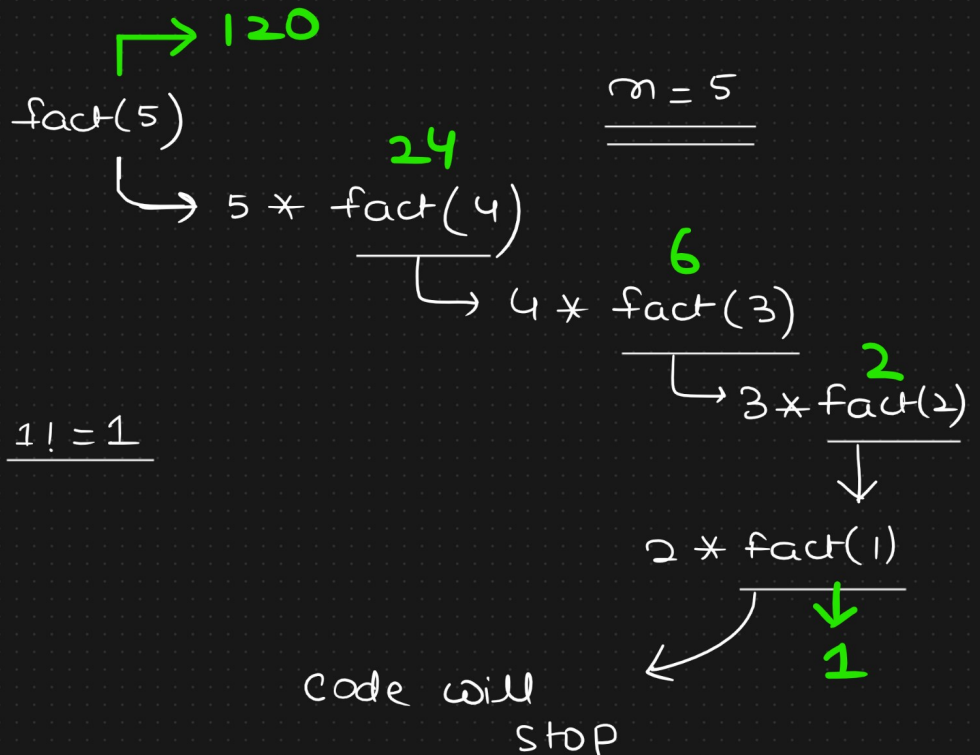 120
fact(5)
n = 5
24
5 * fact(4)
6
4 * fact(3)
2
3 * fact(2)
1! = 1
2 * fact(1)
1
code will
stop